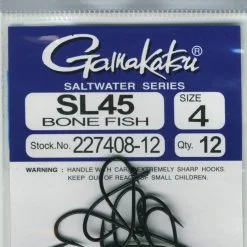 Gamakatsu®
SALTWATER SERIES
SL45
BONE FISH
SIZE
4
Stock.No. 227408-12
Qty. 12
WARNING : HANDLE WITH CARE EXTREMELY SHARP HOOKS.
KEEP OUT OF REACH OF SMALL CHILDREN.